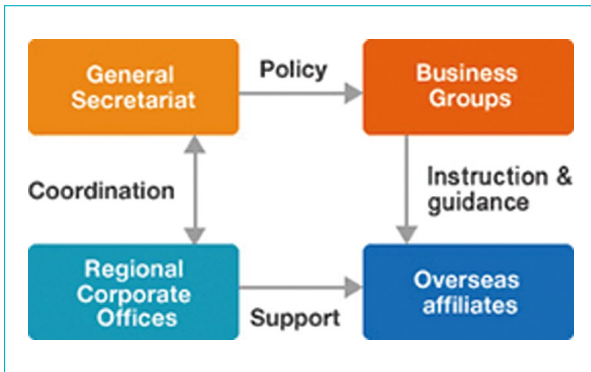 General
Secretariat
Policy
Business
Groups
Coordination
Instruction &
guidance
Regional
Corporate
Offices
Support
Overseas
affiliates